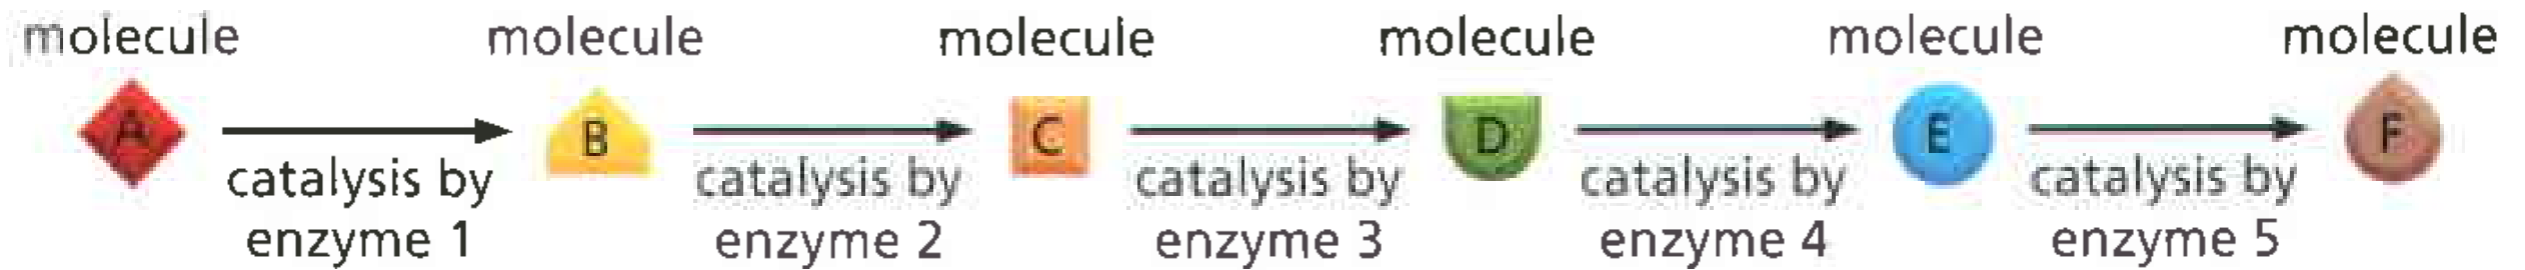 molecule molecule molecule molecule molecule molecule
A B C D E F
catalysis by catalysis by catalysis by catalysis by catalysis by
enzyme 1 enzyme 2 enzyme 3 enzyme 4 enzyme 5